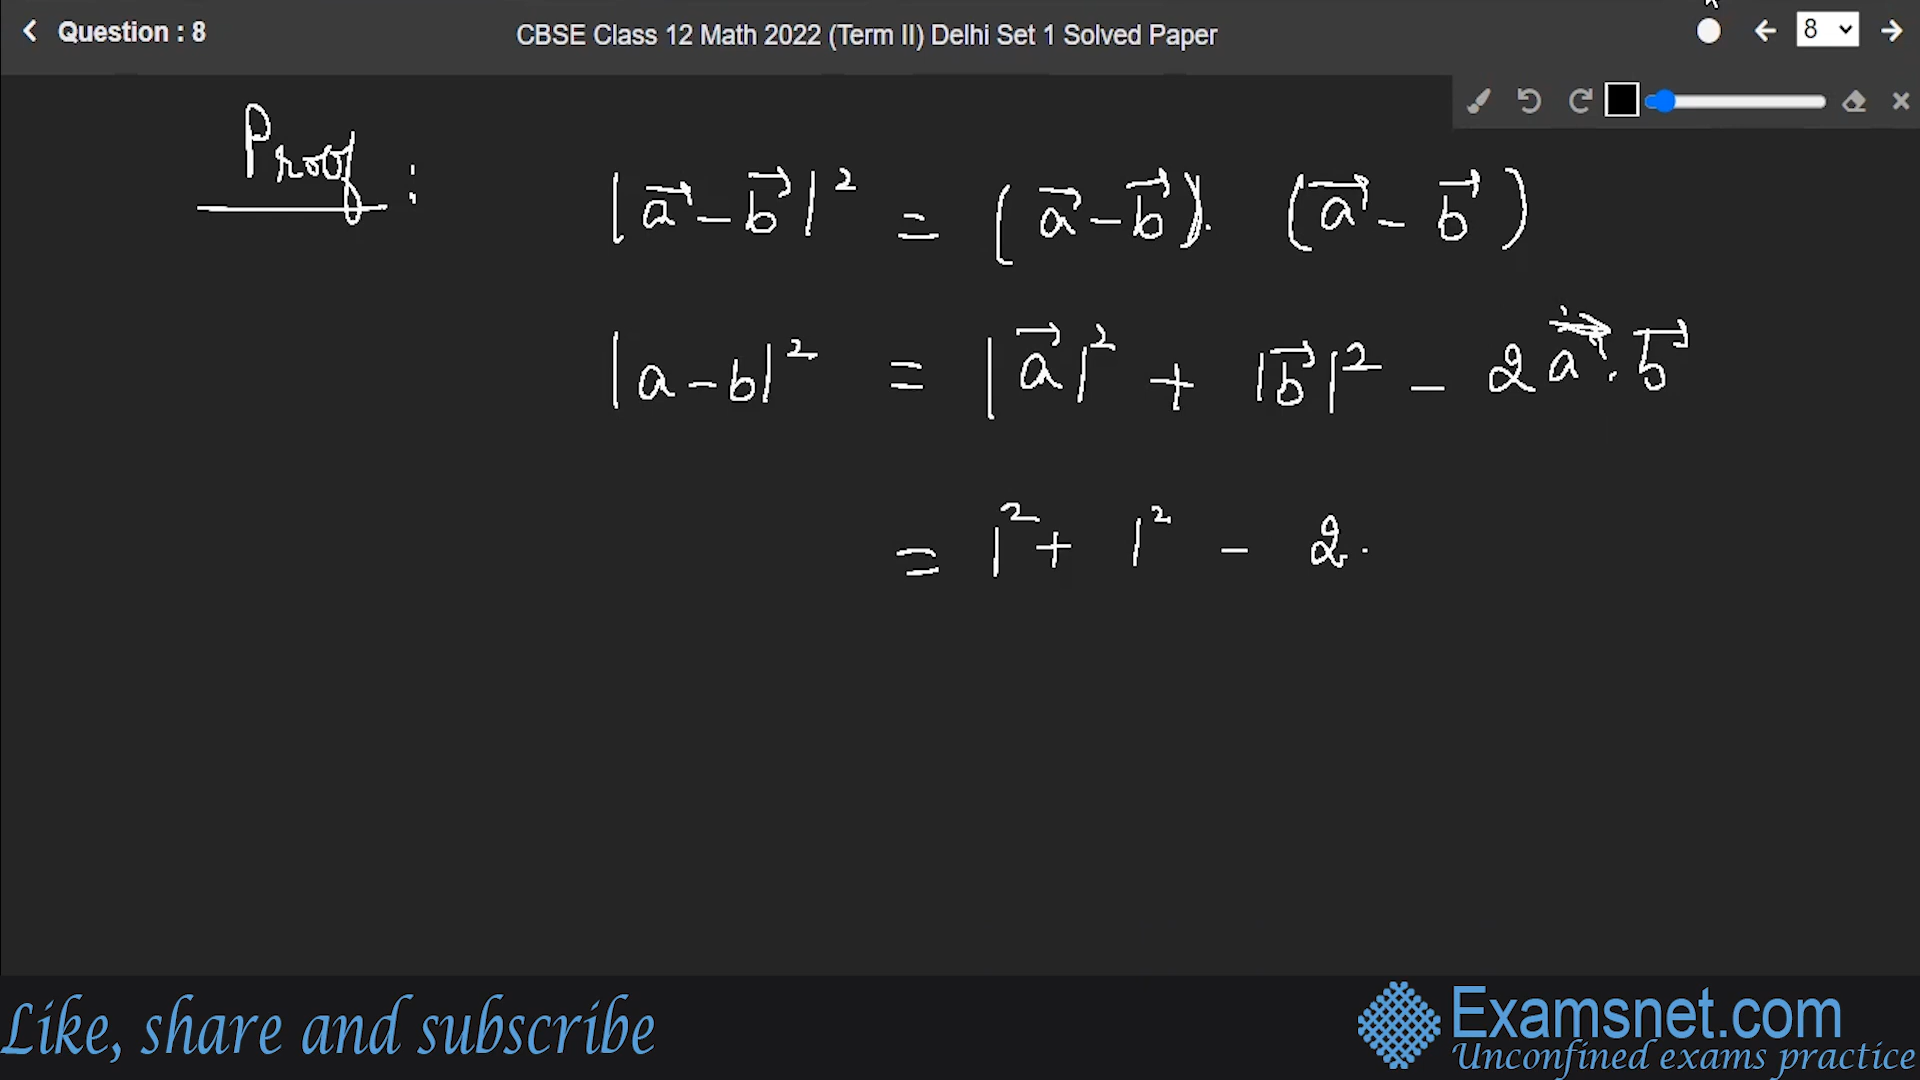 Question : 8
CBSE Class 12 Math 2022 (Term II) Delhi Set 1 Solved Paper
8
Proof :
|a⃗ - b⃗|² = (a⃗ - b⃗). (a⃗ - b⃗)
|a - b|² = |a⃗|² + |b⃗|² - 2a⃗ . b⃗
= 1² + 1² - 2.
Like, share and subscribe
Examsnet.com
Unconfined exams practice